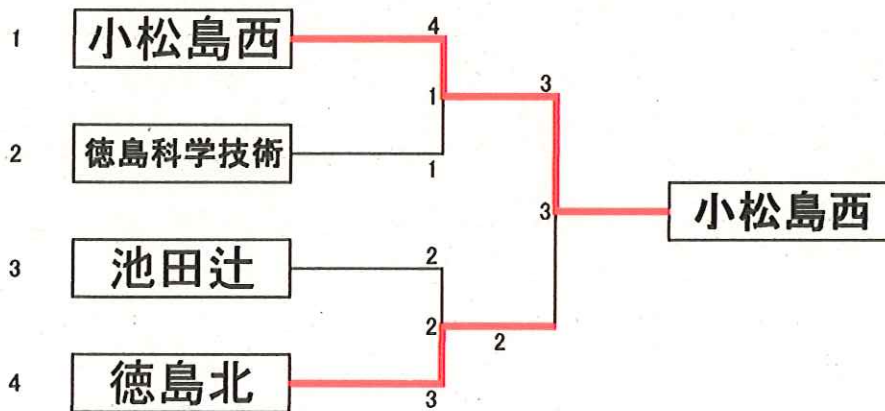 1 小松島西 4
1 3
2 徳島科学技術 1
3 小松島西
3 池田辻 2
2 2
4 徳島北 3